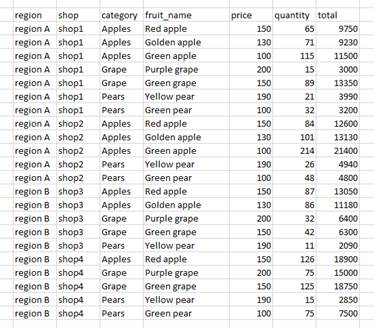 region shop category fruit_name price quantity total
region A shop1 Apples Red apple 150 65 9750
region A shop1 Apples Golden apple 130 71 9230
region A shop1 Apples Green apple 100 115 11500
region A shop1 Grape Purple grape 200 15 3000
region A shop1 Grape Green grape 150 89 13350
region A shop1 Pears Yellow pear 190 21 3990
region A shop1 Pears Green pear 100 32 3200
region A shop2 Apples Red apple 150 84 12600
region A shop2 Apples Golden apple 130 101 13130
region A shop2 Apples Green apple 100 214 21400
region A shop2 Pears Yellow pear 190 26 4940
region A shop2 Pears Green pear 100 48 4800
region B shop3 Apples Red apple 150 87 13050
region B shop3 Apples Golden apple 130 86 11180
region B shop3 Grape Purple grape 200 32 6400
region B shop3 Grape Green grape 150 42 6300
region B shop3 Pears Yellow pear 190 11 2090
region B shop4 Apples Red apple 150 126 18900
region B shop4 Grape Purple grape 200 75 15000
region B shop4 Grape Green grape 150 125 18750
region B shop4 Pears Yellow pear 190 15 2850
region B shop4 Pears Green pear 100 75 7500